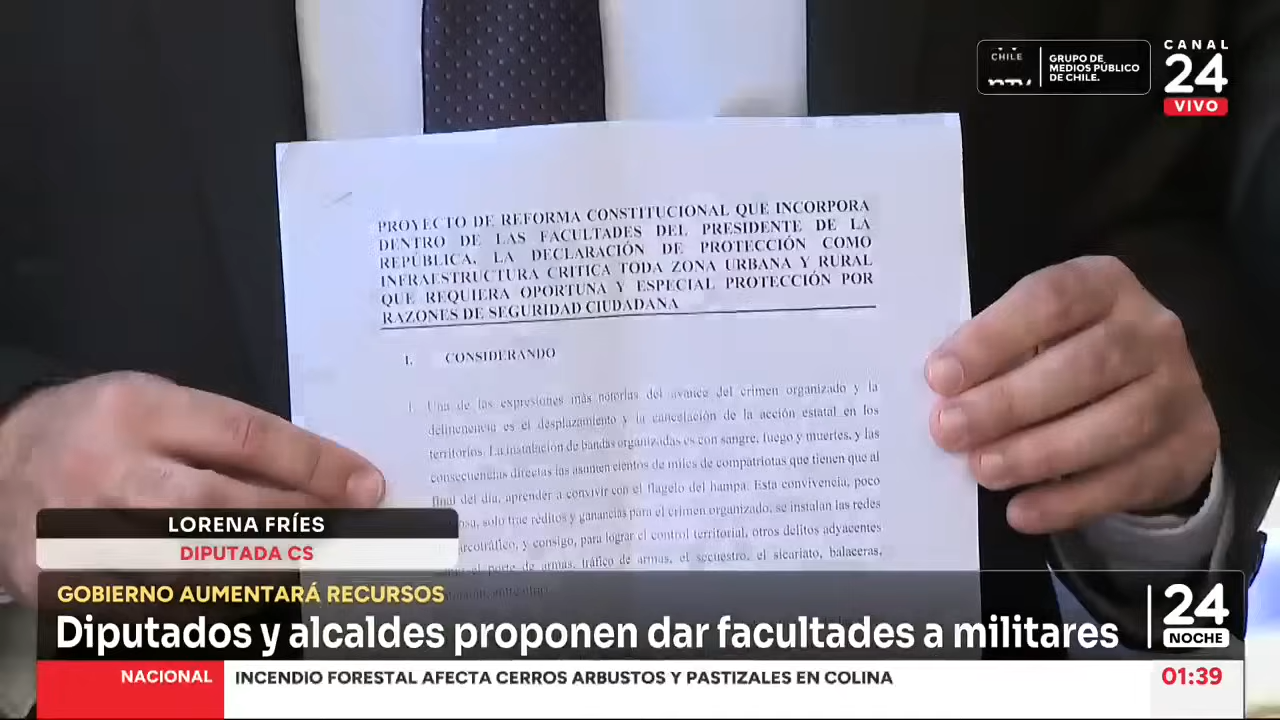 CHILE
ntv
GRUPO DE
MEDIOS PÚBLICO
DE CHILE.
CANAL
24
VIVO
PROYECTO DE REFORMA CONSTITUCIONAL QUE INCORPORA
DENTRO DE LAS FACULTADES DEL PRESIDENTE DE LA
REPÚBLICA, LA DECLARACIÓN DE PROTECCIÓN COMO
INFRAESTRUCTURA CRITICA TODA ZONA URBANA Y RURAL
QUE REQUIERA OPORTUNA Y ESPECIAL PROTECCIÓN POR
RAZONES DE SEGURIDAD CIUDADANA
I. CONSIDERANDO
1. Una de las expresiones más notorias del avance del crimen organizado y la
delincuencia es el desplazamiento y la cancelación de la acción estatal en los
territorios. La instalación de bandas organizadas es con sangre, fuego y muertes, y las
consecuencias directas las asumen cientos de miles de compatriotas que tienen que al
final del día, aprender a convivir con el flagelo del hampa. Esta convivencia, poco
solo trae réditos y ganancias para el crimen organizado, se instalan las redes
arcotráfico, y consigo, para lograr el control territorial, otros delitos adyacentes
el porte de armas, tráfico de armas, el secuestro, el sicariato, balaceras,
LORENA FRÍES
DIPUTADA CS
GOBIERNO AUMENTARÁ RECURSOS
Diputados y alcaldes proponen dar facultades a militares
24
NOCHE
NACIONAL
INCENDIO FORESTAL AFECTA CERROS ARBUSTOS Y PASTIZALES EN COLINA
01:39